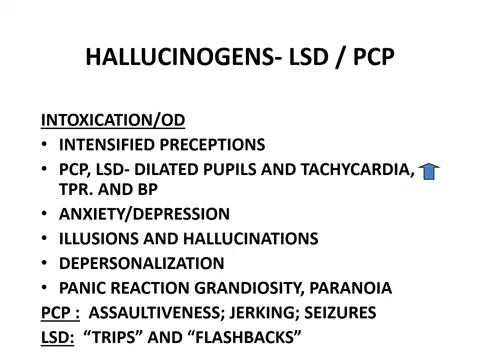 HALLUCINOGENS- LSD / PCP
INTOXICATION/OD
• INTENSIFIED PRECEPTIONS
• PCP, LSD- DILATED PUPILS AND TACHYCARDIA,
TPR. AND BP
• ANXIETY/DEPRESSION
• ILLUSIONS AND HALLUCINATIONS
• DEPERSONALIZATION
• PANIC REACTION GRANDIOSITY, PARANOIA
PCP : ASSAULTIVENESS; JERKING; SEIZURES
LSD: “TRIPS” AND “FLASHBACKS”